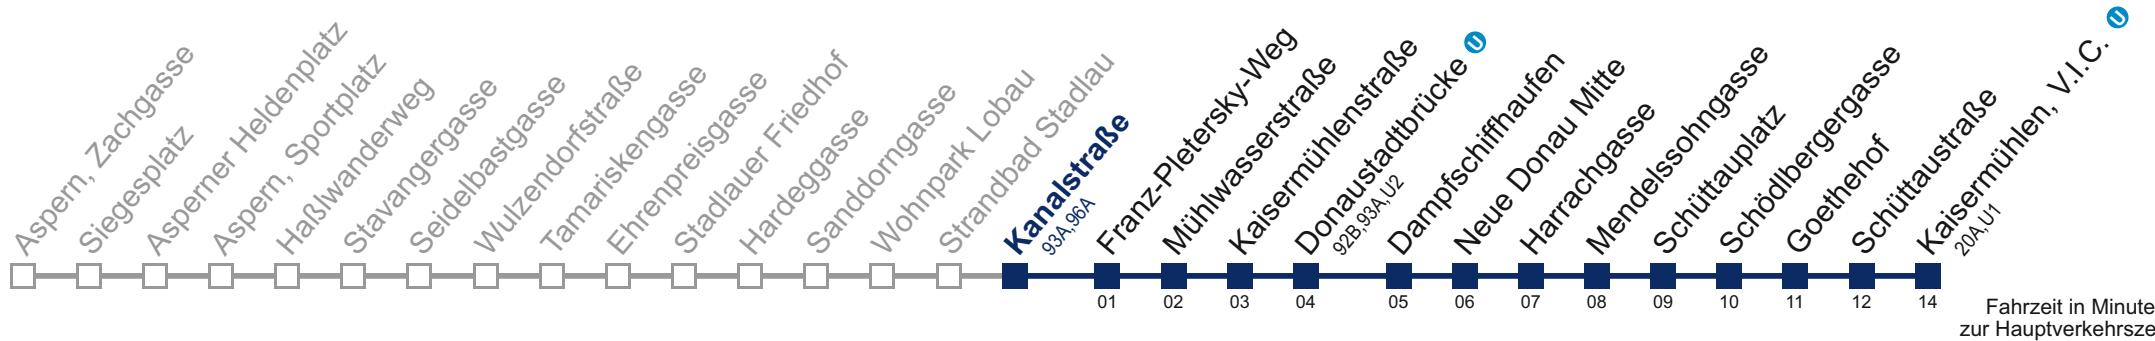 Aspern, Zachgasse
Siegesplatz
Asperner Heldenplatz
Aspern, Sportplatz
Haßlwanderweg
Stavangergasse
Seidelbastgasse
Wulzendorfstraße
Tamariskengasse
Ehrenpreisgasse
Stadlauer Friedhof
Hardeggasse
Sanddorngasse
Wohnpark Lobau
Strandbad Stadlau
Kanalstraße
93A,96A
Franz-Pletersky-Weg
Mühlwasserstraße
Kaisermühlenstraße
Donaustadtbrücke U
92B,93A,U2
Dampfschiffhaufen
Neue Donau Mitte
Harrachgasse
Mendelssohngasse
Schüttauplatz
Schödlbergergasse
Goethehof
Schüttaustraße
Kaisermühlen, V.I.C. U
20A,U1
01 02 03 04 05 06 07 08 09 10 11 12 14
Fahrzeit in Minute
zur Hauptverkehrsze